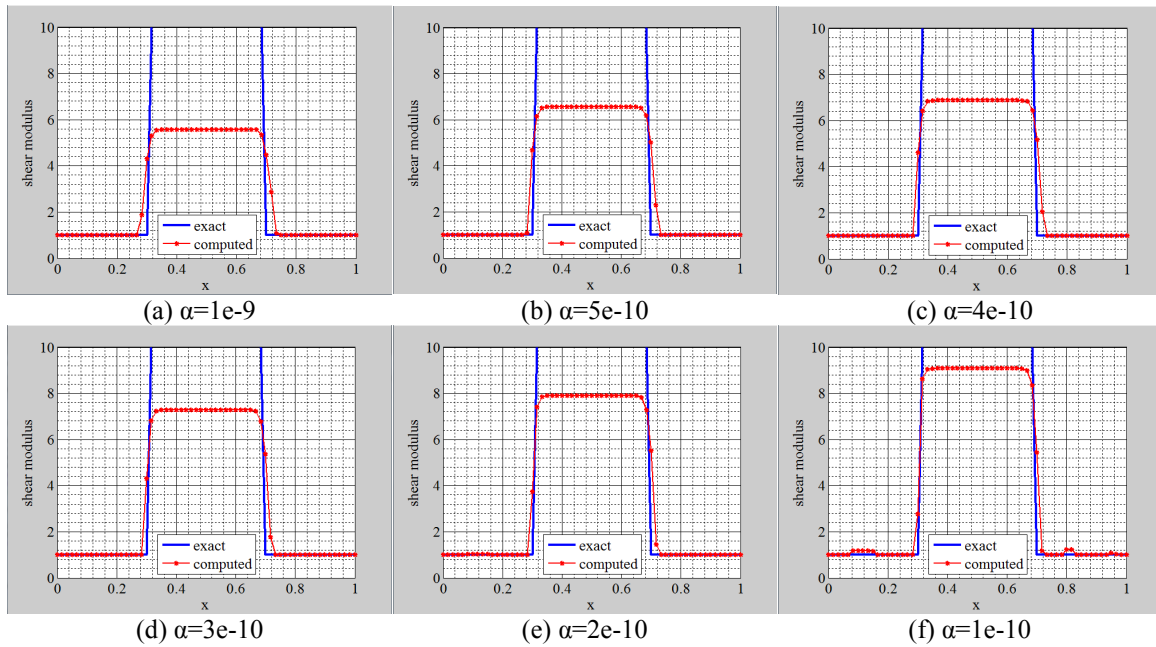 10
8
6
4
2
0
shear modulus
exact
computed
0 0.2 0.4 0.6 0.8 1
x
(a) α=1e-9
10
8
6
4
2
0
shear modulus
exact
computed
0 0.2 0.4 0.6 0.8 1
x
(b) α=5e-10
10
8
6
4
2
0
shear modulus
exact
computed
0 0.2 0.4 0.6 0.8 1
x
(c) α=4e-10
10
8
6
4
2
0
shear modulus
exact
computed
0 0.2 0.4 0.6 0.8 1
x
(d) α=3e-10
10
8
6
4
2
0
shear modulus
exact
computed
0 0.2 0.4 0.6 0.8 1
x
(e) α=2e-10
10
8
6
4
2
0
shear modulus
exact
computed
0 0.2 0.4 0.6 0.8 1
x
(f) α=1e-10